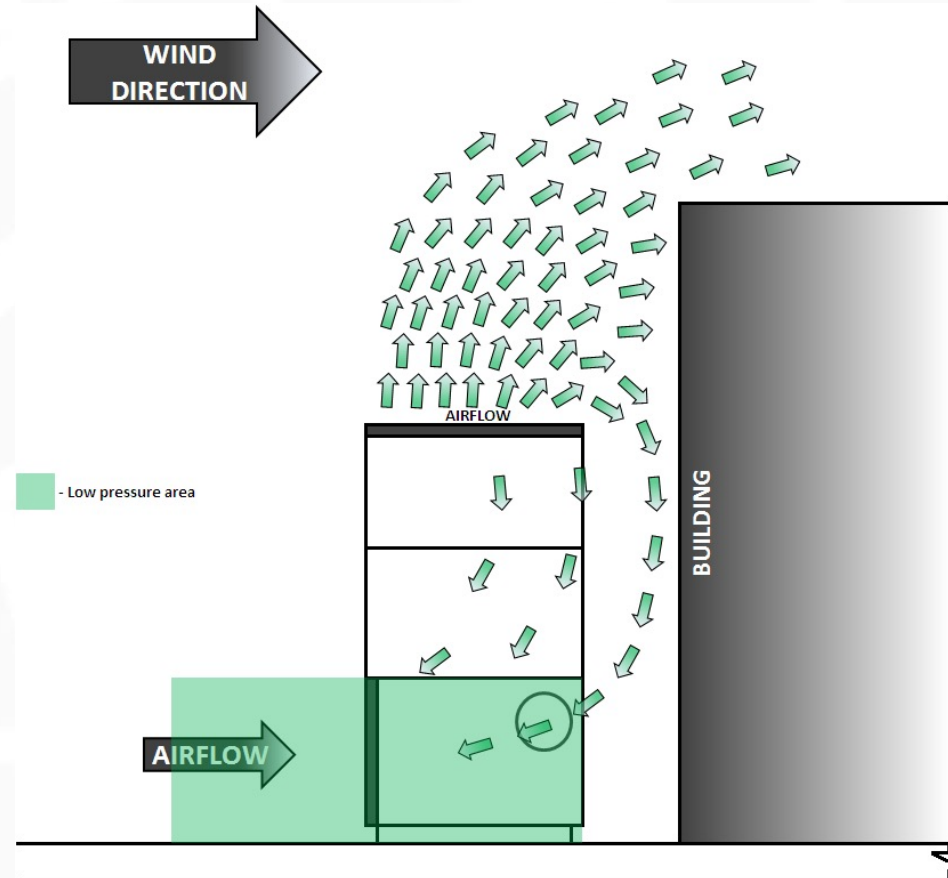 WIND
DIRECTION
AIRFLOW
- Low pressure area
BUILDING
AIRFLOW